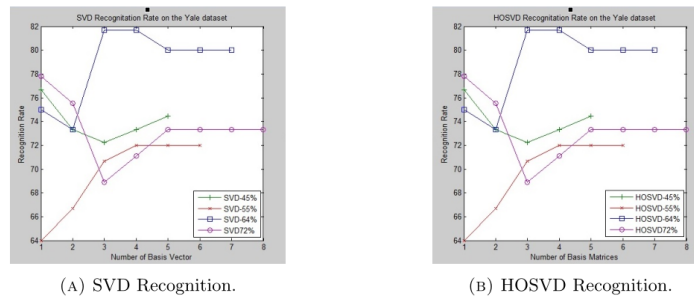 SVD Recognitation Rate on the Yale dataset
Recognition Rate
82
80
78
76
74
72
70
68
66
64
1 2 3 4 5 6 7 8
Number of Basis Vector
SVD-45%
SVD-55%
SVD-64%
SVD72%
(A) SVD Recognition.
HOSVD Recognitation Rate on the Yale dataset
Recognition Rate
82
80
78
76
74
72
70
68
66
64
1 2 3 4 5 6 7 8
Number of Basis Matrices
HOSVD-45%
HOSVD-55%
HOSVD-64%
HOSVD72%
(B) HOSVD Recognition.